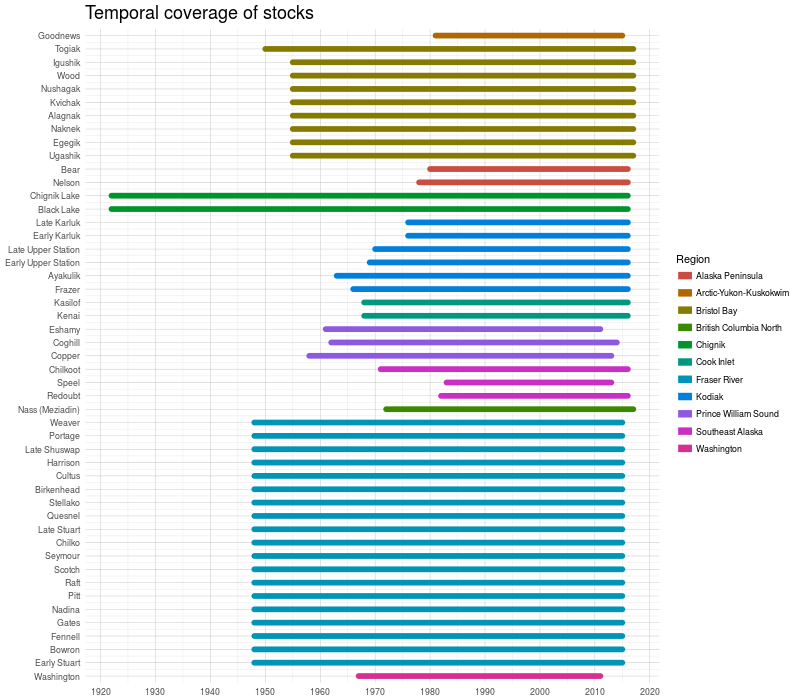 Temporal coverage of stocks
Goodnews
Togiak
Igushik
Wood
Nushagak
Kvichak
Alagnak
Naknek
Egegik
Ugashik
Bear
Nelson
Chignik Lake
Black Lake
Late Karluk
Early Karluk
Late Upper Station
Early Upper Station
Ayakulik
Frazer
Kasilof
Kenai
Eshamy
Coghill
Copper
Chilkoot
Speel
Redoubt
Nass (Meziadin)
Weaver
Portage
Late Shuswap
Harrison
Cultus
Birkenhead
Stellako
Quesnel
Late Stuart
Chilko
Seymour
Scotch
Raft
Pitt
Nadina
Gates
Fennell
Bowron
Early Stuart
Washington
1920 1930 1940 1950 1960 1970 1980 1990 2000 2010 2020
Region
Alaska Peninsula
Arctic-Yukon-Kuskokwim
Bristol Bay
British Columbia North
Chignik
Cook Inlet
Fraser River
Kodiak
Prince William Sound
Southeast Alaska
Washington